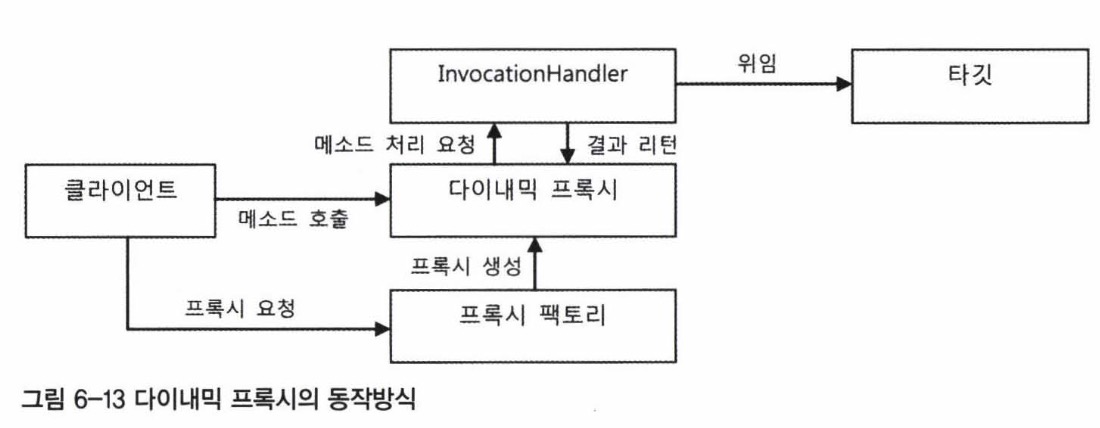 InvocationHandler
위임
타깃
메소드 처리 요청
결과 리턴
클라이언트
메소드 호출
다이내믹 프록시
프록시 생성
프록시 요청
프록시 팩토리
그림 6-13 다이내믹 프록시의 동작방식